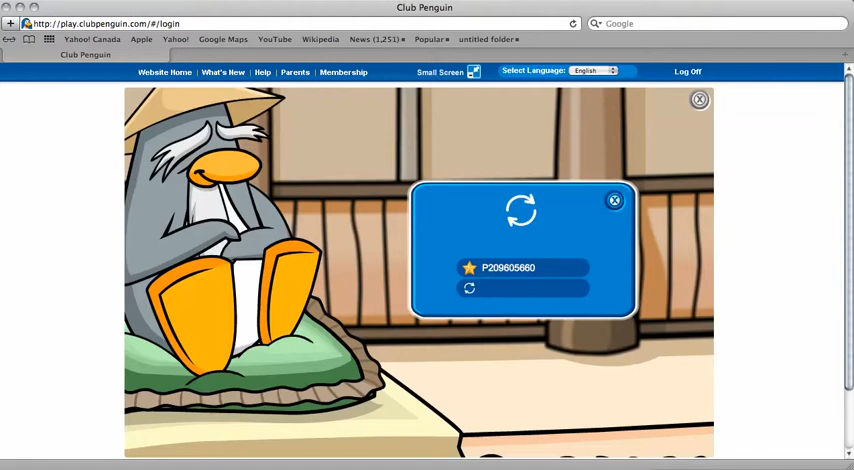 Club Penguin
http://play.clubpenguin.com/#/login
Google
Yahoo! Canada Apple Yahoo! Google Maps YouTube Wikipedia News (1,251) Popular untitled folder
Club Penguin
Website Home What's New Help Parents Membership Small Screen Select Language: English Log Off
P209605660